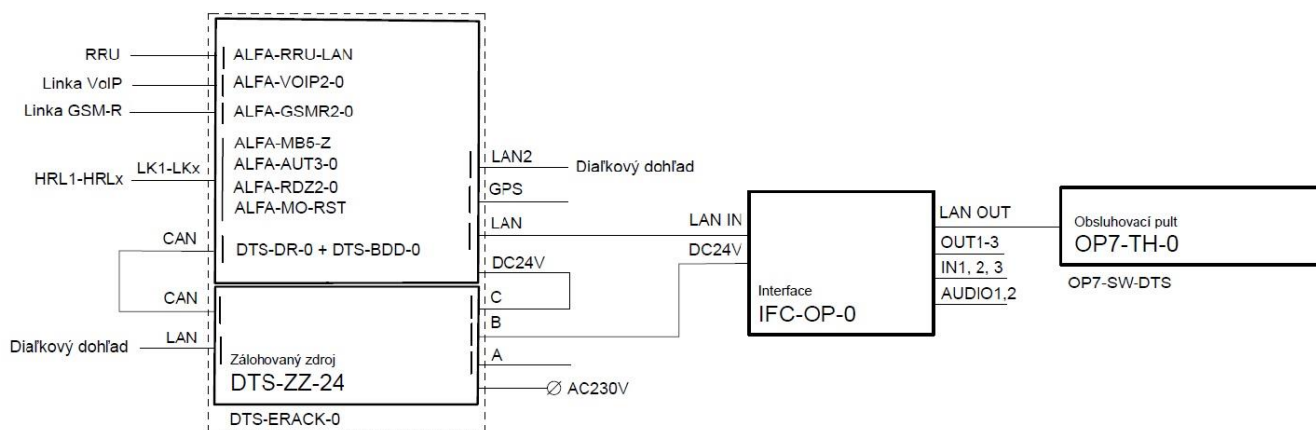 RRU
ALFA-RRU-LAN
Linka VoIP
ALFA-VOIP2-0
Linka GSM-R
ALFA-GSMR2-0
HRL1-HRLx
LK1-LKx
ALFA-MB5-Z
ALFA-AUT3-0
ALFA-RDZ2-0
ALFA-MO-RST
CAN
DTS-DR-0 + DTS-BDD-0
LAN2
Diaľkový dohľad
GPS
LAN
DC24V
CAN
Diaľkový dohľad
LAN
Zálohovaný zdroj
DTS-ZZ-24
C
B
A
AC230V
DTS-ERACK-0
LAN IN
DC24V
Interface
IFC-OP-0
LAN OUT
OUT1-3
IN1, 2, 3
AUDIO1,2
Obsluhovací pult
OP7-TH-0
OP7-SW-DTS